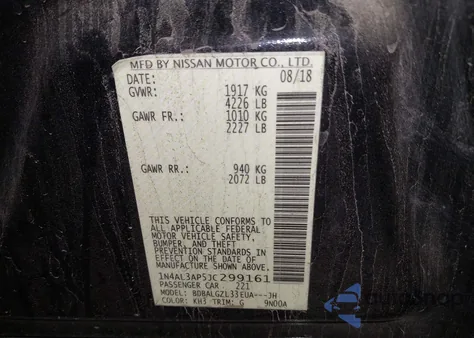 MFD BY NISSAN MOTOR CO., LTD.
DATE: 08/18
GVWR: 1917 KG
4226 LB
GAWR FR.: 1010 KG
2227 LB
GAWR RR.: 940 KG
2072 LB
THIS VEHICLE CONFORMS TO
ALL APPLICABLE FEDERAL
MOTOR VEHICLE SAFETY,
BUMPER, AND THEFT
PREVENTION STANDARDS IN
EFFECT ON THE DATE OF
MANUFACTURE SHOWN ABOVE.
1N4AL3AP5JC299161
PASSENGER CAR 221
MODEL: BDBALGZL33EUA---JH
COLOR: KH3 TRIM: G 9N00A